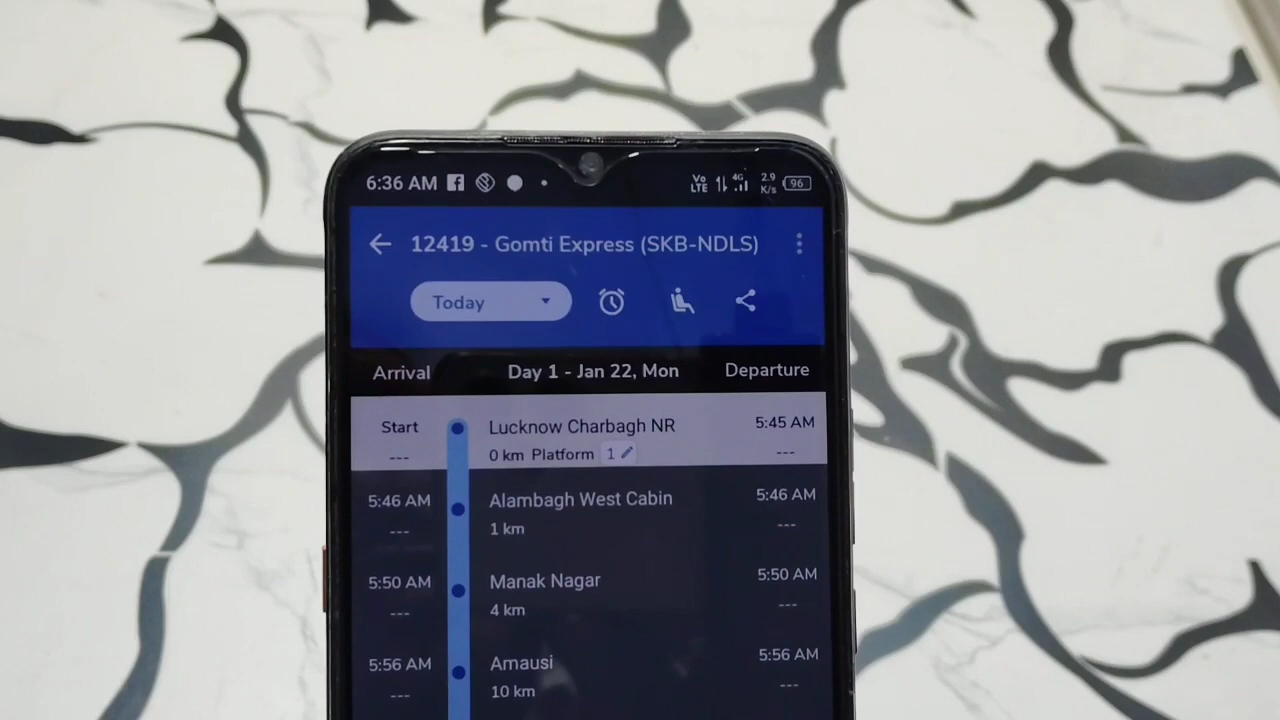 6:36 AM Vo LTE 4G 2.9 K/s 96
12419 - Gomti Express (SKB-NDLS)
Today
Arrival Day 1 - Jan 22, Mon Departure
Start Lucknow Charbagh NR 5:45 AM
--- 0 km Platform 1 ---
5:46 AM Alambagh West Cabin 5:46 AM
--- 1 km ---
5:50 AM Manak Nagar 5:50 AM
--- 4 km ---
5:56 AM Amausi 5:56 AM
--- 10 km ---